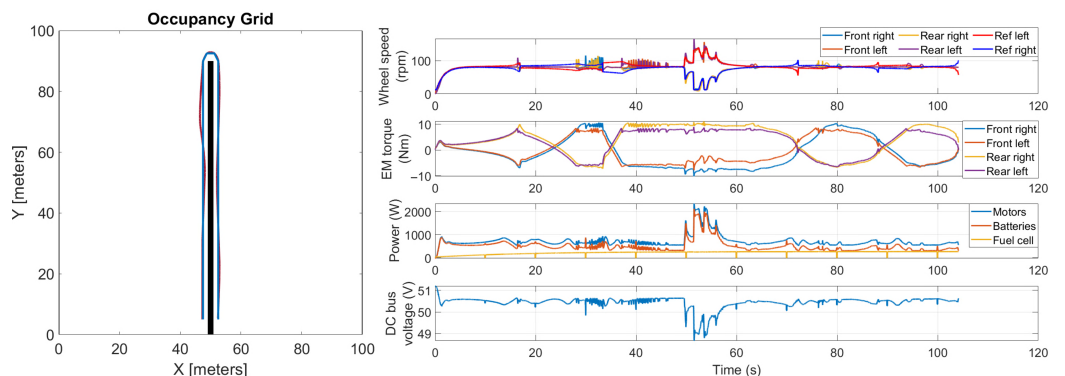 Occupancy Grid
100
80
60
40
20
0
Y [meters]
0 20 40 60 80 100
X [meters]
Wheel speed
(rpm)
100
0
0 20 40 60 80 100 120
Front right Rear right Ref left
Front left Rear left Ref right
EM torque
(Nm)
10
0
−10
0 20 40 60 80 100 120
Front right
Front left
Rear right
Rear left
Power (W)
2000
1000
0
0 20 40 60 80 100 120
Motors
Batteries
Fuel cell
DC bus
voltage (V)
51
50
49
0 20 40 60 80 100 120
Time (s)